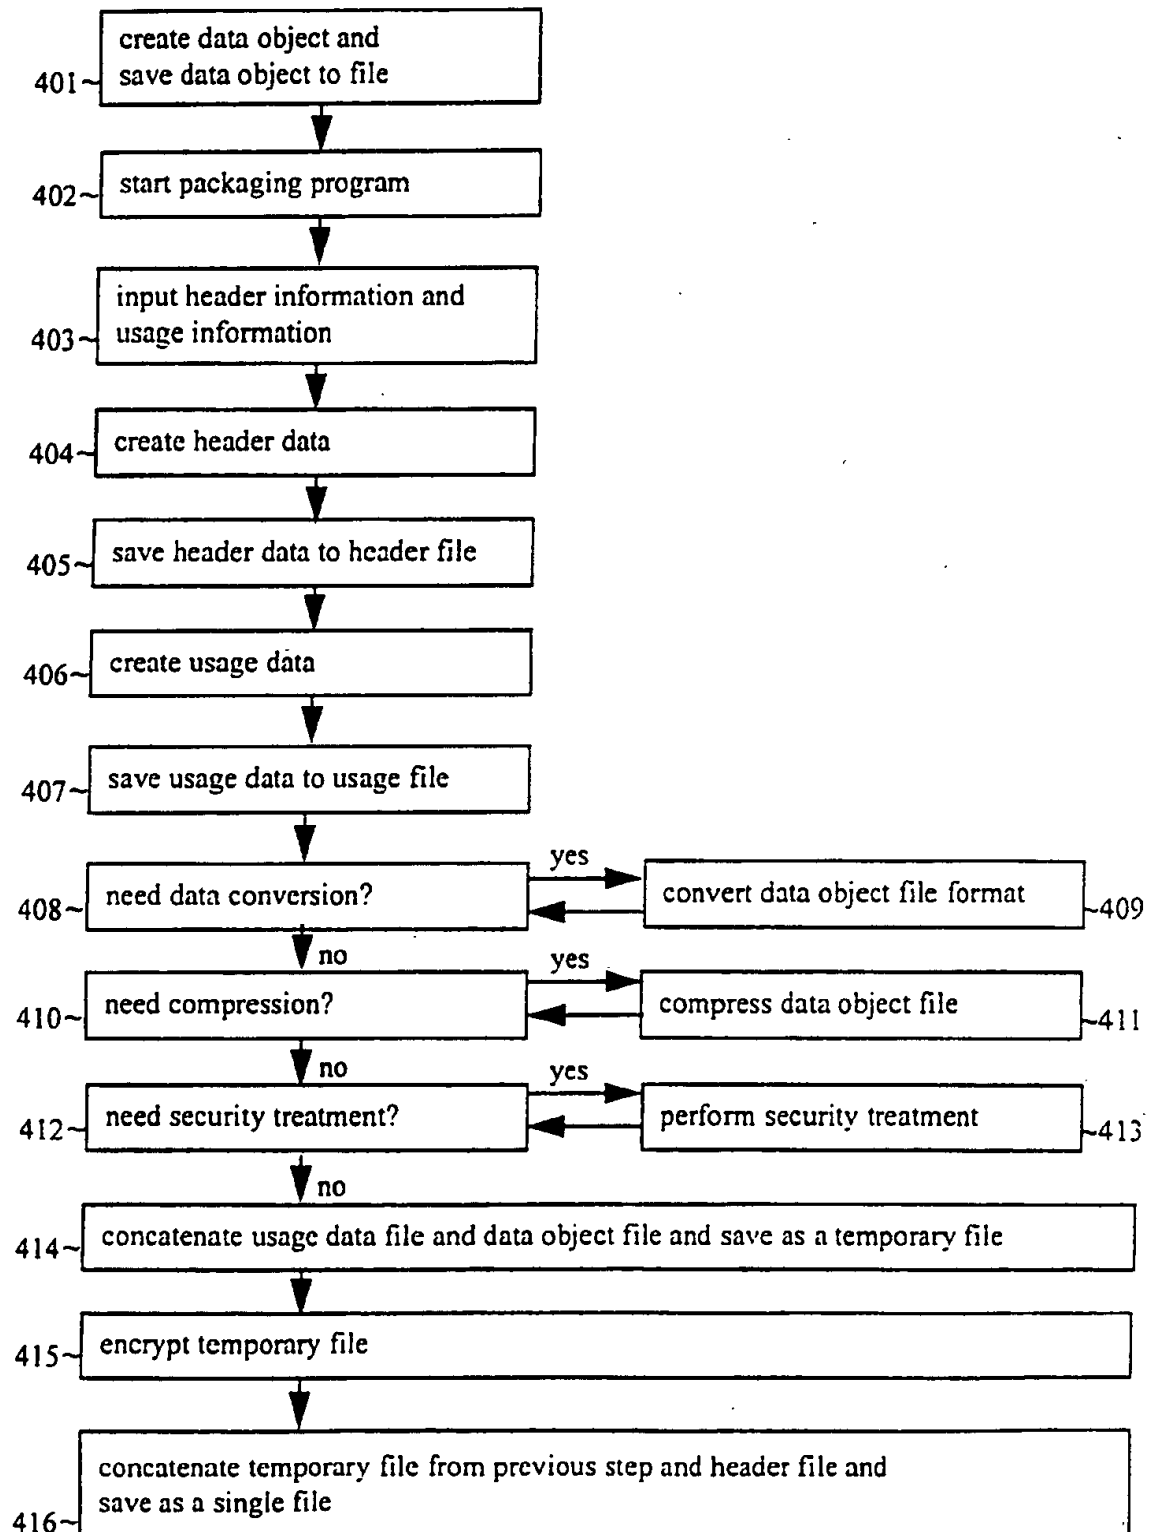 create data object and
save data object to file
401~
start packaging program
402~
input header information and
usage information
403~
create header data
404~
save header data to header file
405~
create usage data
406~
save usage data to usage file
407~
yes
need data conversion?
convert data object file format
408~
~409
no
yes
need compression?
compress data object file
410~
~411
no
yes
need security treatment?
perform security treatment
412~
~413
no
concatenate usage data file and data object file and save as a temporary file
414~
encrypt temporary file
415~
concatenate temporary file from previous step and header file and
save as a single file
416~